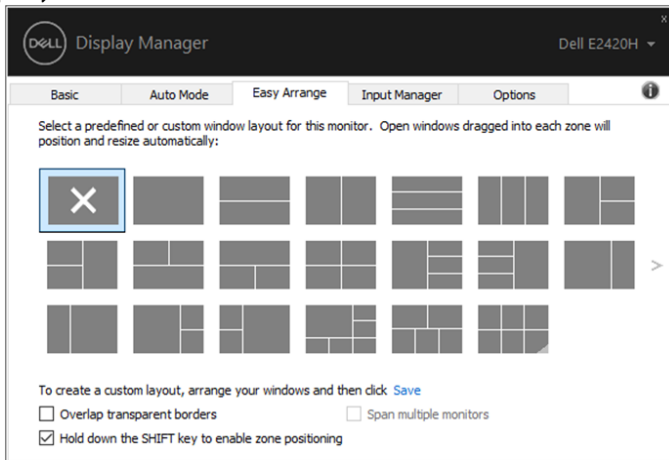 x
DELL Display Manager Dell E2420H
Basic Auto Mode Easy Arrange Input Manager Options
Select a predefined or custom window layout for this monitor. Open windows dragged into each zone will
position and resize automatically:
>
To create a custom layout, arrange your windows and then click Save
Overlap transparent borders Span multiple monitors
Hold down the SHIFT key to enable zone positioning